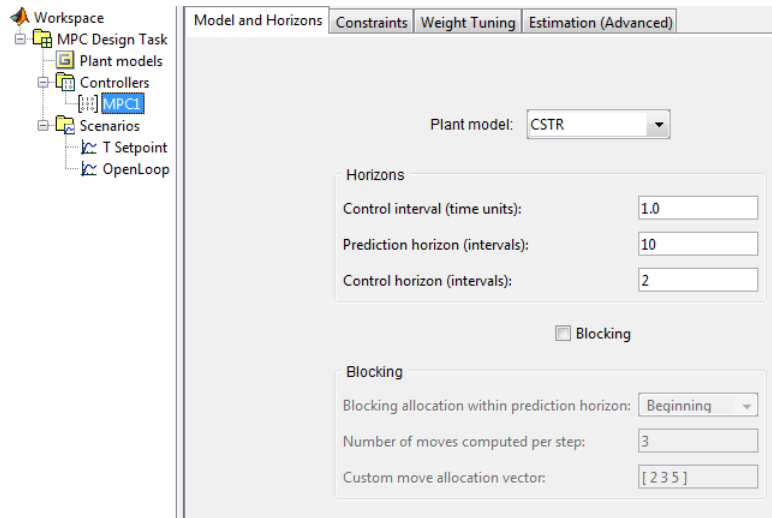 Workspace
MPC Design Task
Plant models
Controllers
MPC1
Scenarios
T Setpoint
OpenLoop
Model and Horizons Constraints Weight Tuning Estimation (Advanced)
Plant model: CSTR
Horizons
Control interval (time units): 1.0
Prediction horizon (intervals): 10
Control horizon (intervals): 2
Blocking
Blocking
Blocking allocation within prediction horizon: Beginning
Number of moves computed per step: 3
Custom move allocation vector: [ 2 3 5 ]